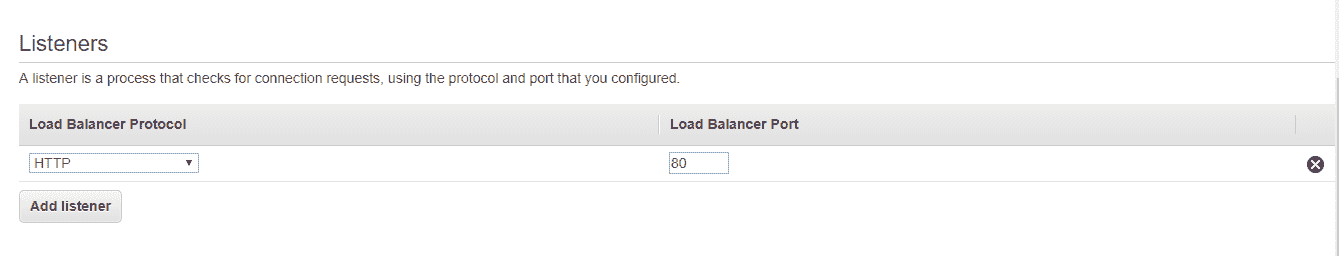 Listeners
A listener is a process that checks for connection requests, using the protocol and port that you configured.
Load Balancer Protocol Load Balancer Port
HTTP 80
Add listener